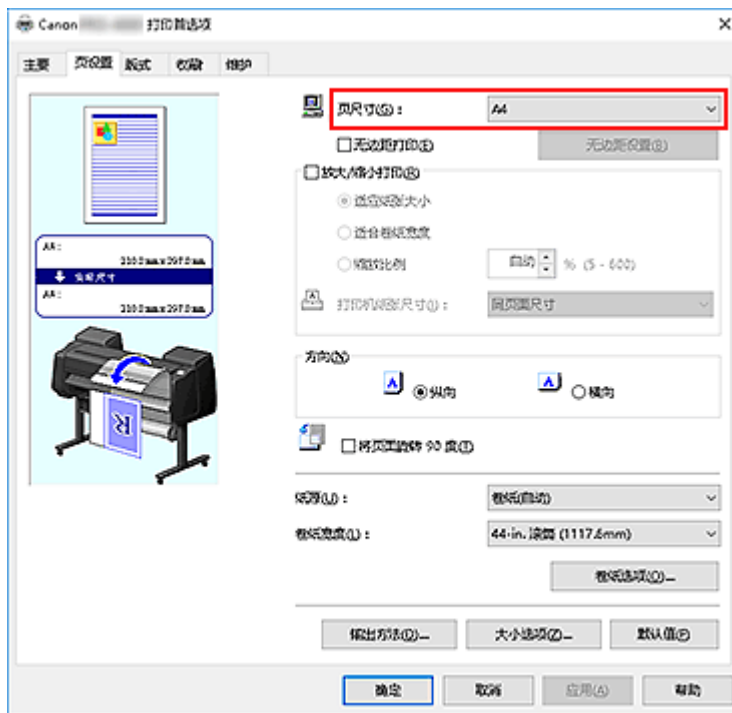 Canon 打印首选项
主要 页设置 版式 收藏 维护
页尺寸(S)： A4
无边距打印(E) 无边距设置(B)
放大/缩小打印(R)
适应纸张大小
适合卷纸宽度
缩放比例 自动 % (5 - 600)
打印机纸张尺寸(I)： 同页面尺寸
A4：
210.0mm x 297.0mm
实际尺寸
A4：
210.0mm x 297.0mm
方向(N)
A 纵向 A 横向
将页面旋转 90 度(T)
纸源(U)： 卷纸(自动)
卷纸宽度(L)： 44-in. 滚筒 (1117.6mm)
卷纸选项(O)...
输出方法(D)... 大小选项(Z)... 默认值(F)
确定 取消 应用(A) 帮助